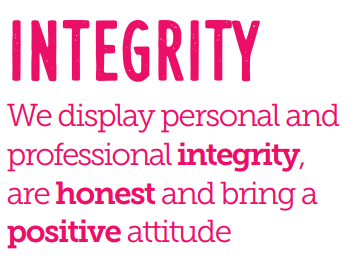 INTEGRITY
We display personal and
professional integrity,
are honest and bring a
positive attitude